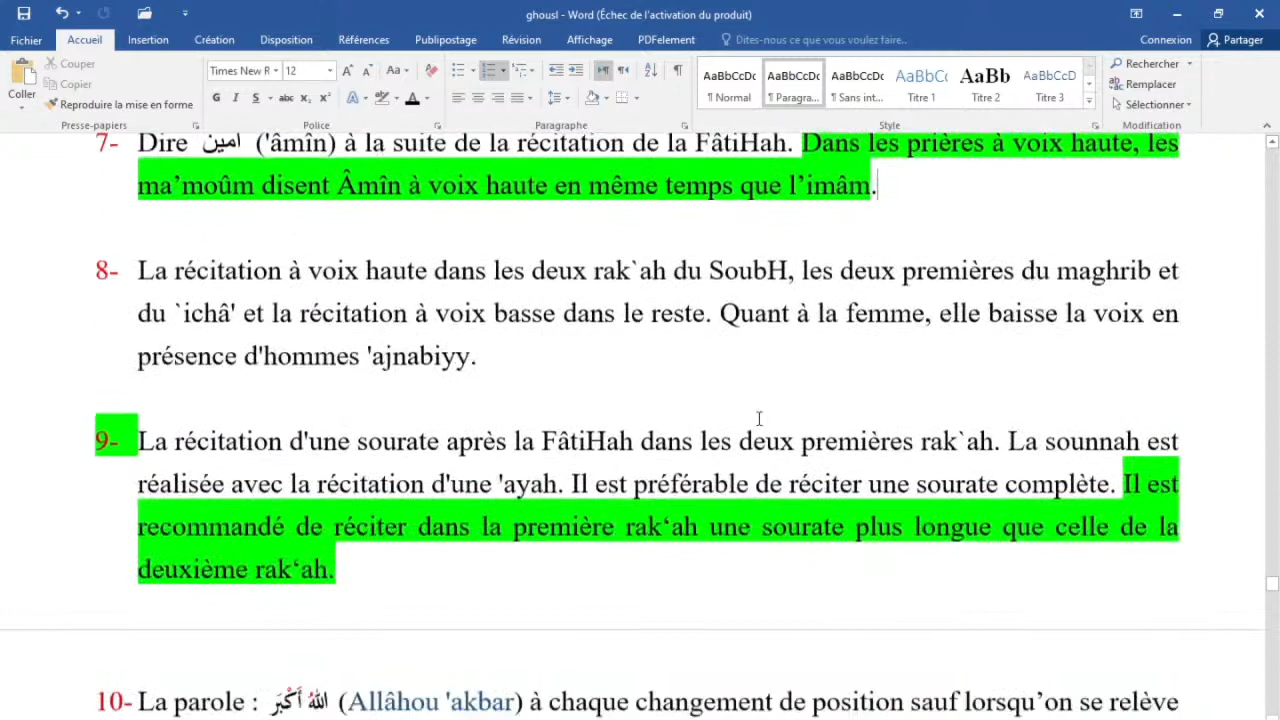 ghousl - Word (Échec de l'activation du produit)
Fichier Accueil Insertion Création Disposition Références Publipostage Révision Affichage PDFelement Dites-nous ce que vous voulez faire.. Connexion Partager
Coller
Couper
Copier
Reproduire la mise en forme
Presse-papiers
Times New R 12
G I S abc x₂ x²
Police
Paragraphe
AaBbCcDc AaBbCcDc AaBbCcDc AaBbCc AaBb AaBbCcD
¶ Normal ¶ Paragra... ¶ Sans int... Titre 1 Titre 2 Titre 3
Style
Rechercher
Remplacer
Sélectionner
Modification
7- Dire امين ('âmîn) à la suite de la récitation de la FâtiHah. Dans les prières à voix haute, les
ma’moûm disent Âmîn à voix haute en même temps que l’imâm.
8- La récitation à voix haute dans les deux rak`ah du SoubH, les deux premières du maghrib et
du `ichâ' et la récitation à voix basse dans le reste. Quant à la femme, elle baisse la voix en
présence d'hommes 'ajnabiyy.
9- La récitation d'une sourate après la FâtiHah dans les deux premières rak`ah. La sounnah est
réalisée avec la récitation d'une 'ayah. Il est préférable de réciter une sourate complète. Il est
recommandé de réciter dans la première rak‘ah une sourate plus longue que celle de la
deuxième rak‘ah.
10- La parole : اللهُ أَكْبَر (Allâhou 'akbar) à chaque changement de position sauf lorsqu’on se relève